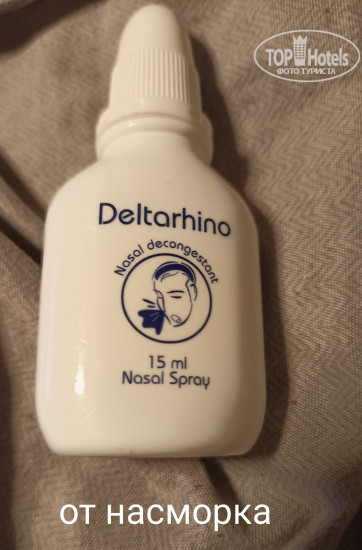 TOP Hotels
ФОТО ТУРИСТА
Deltarhino
Nasal decongestant
15 ml
Nasal Spray
от насморка